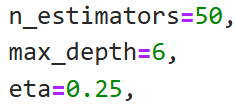 n_estimators=50,
max_depth=6,
eta=0.25,